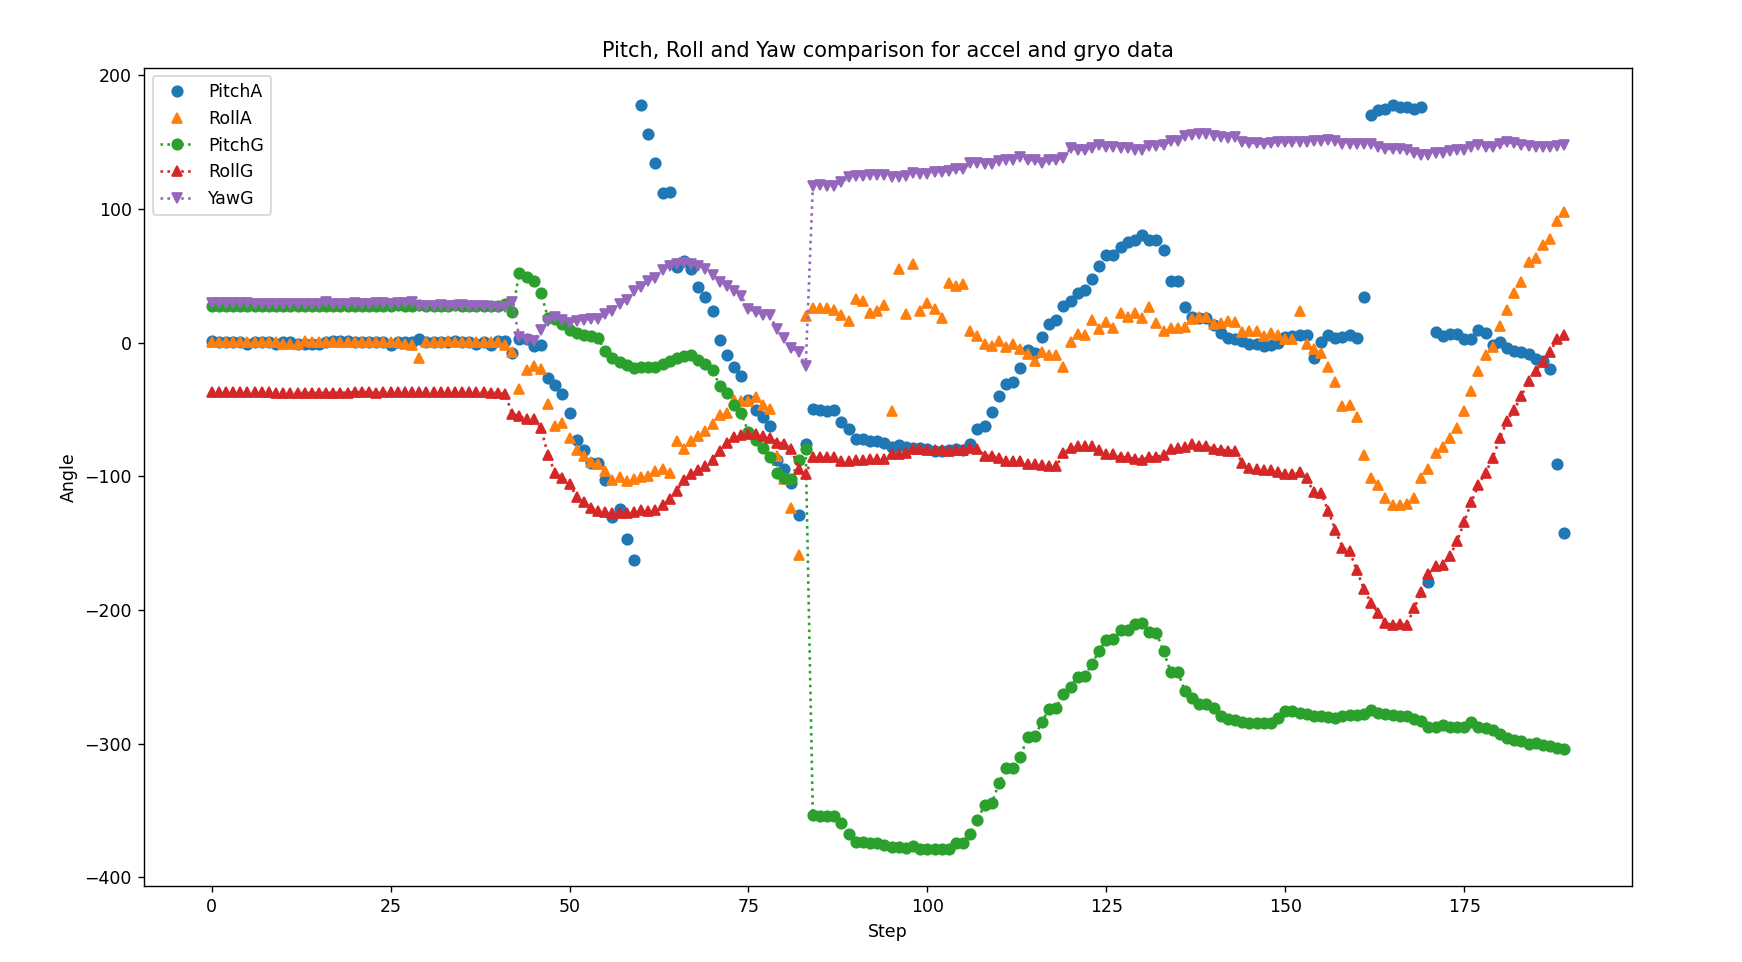 Pitch, Roll and Yaw comparison for accel and gryo data
200
100
0
−100
−200
−300
−400
Angle
PitchA
RollA
PitchG
RollG
YawG
0 25 50 75 100 125 150 175
Step